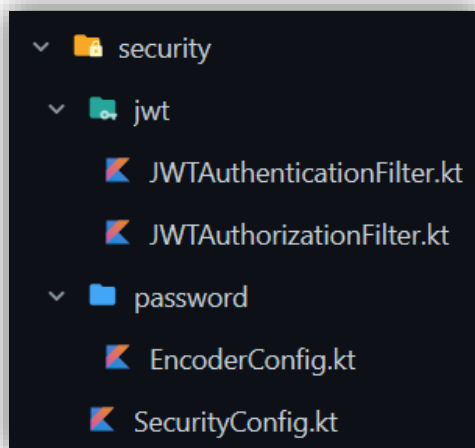 security
jwt
JWTAuthenticationFilter.kt
JWTAuthorizationFilter.kt
password
EncoderConfig.kt
SecurityConfig.kt